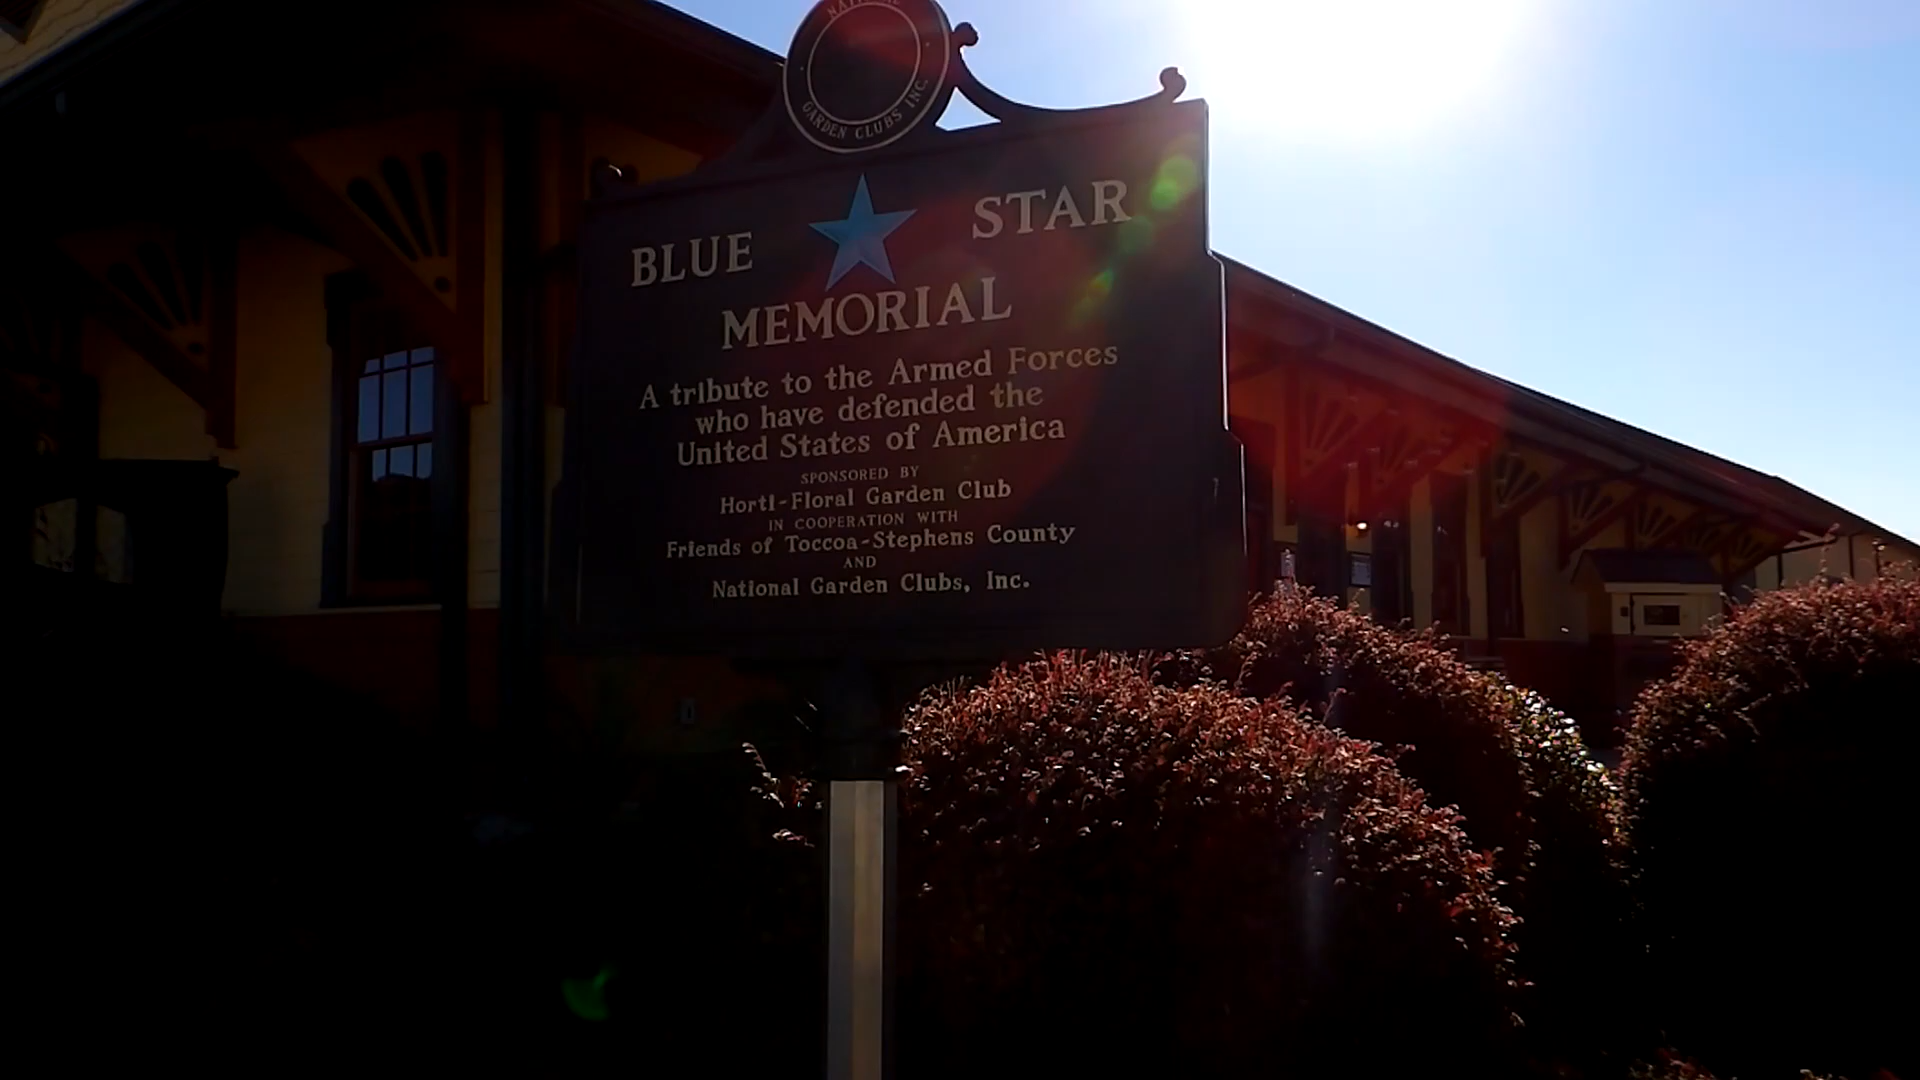 NATIONAL
GARDEN CLUBS INC.
BLUE STAR
MEMORIAL
A tribute to the Armed Forces
who have defended the
United States of America
SPONSORED BY
Horti-Floral Garden Club
IN COOPERATION WITH
Friends of Toccoa-Stephens County
AND
National Garden Clubs, Inc.